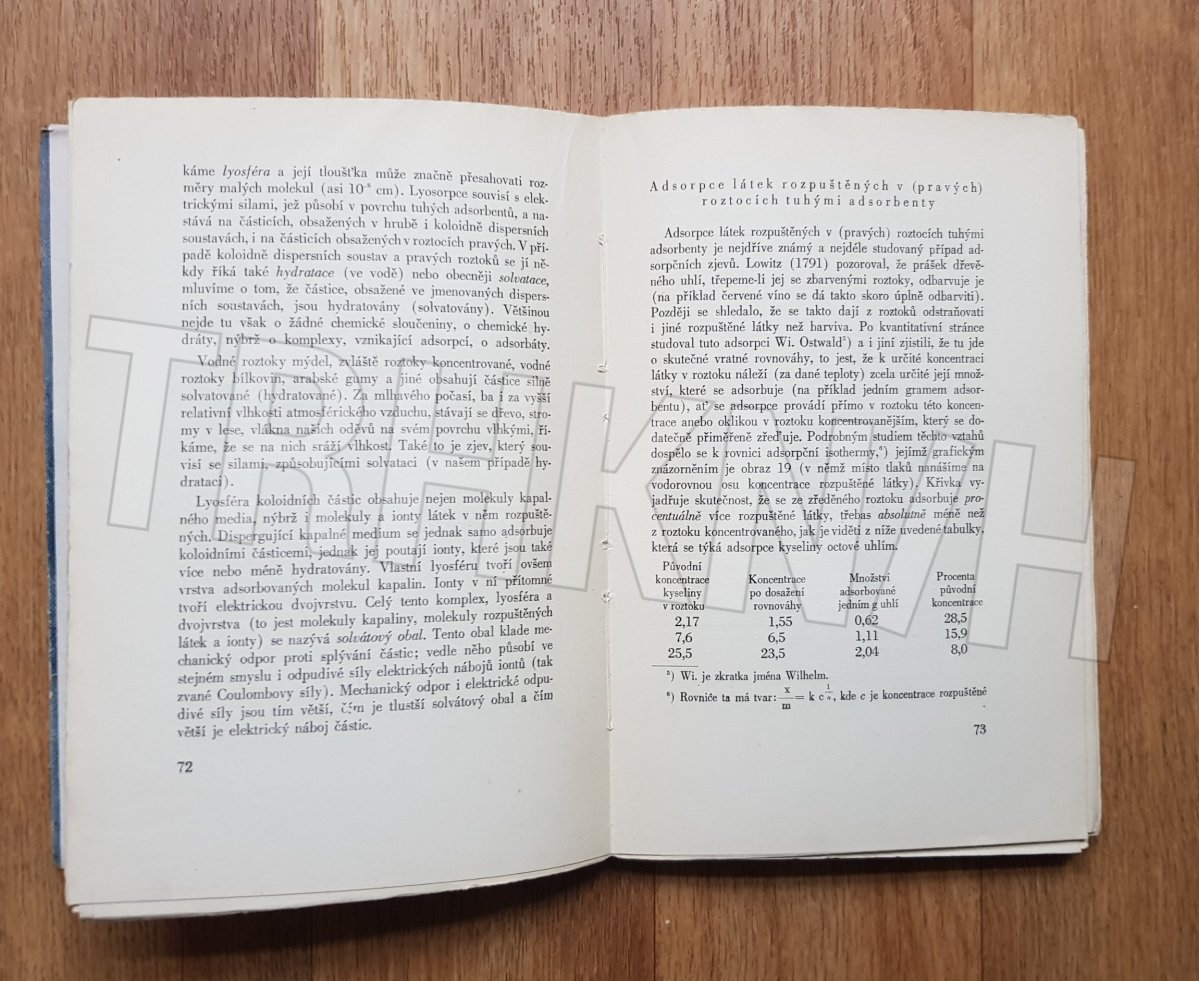 káme lyosféra a její tloušťka může značně přesahovati roz-
měry malých molekul (asi 10⁻⁸ cm). Lyosorpce souvisí s elek-
trickými silami, jež působí v povrchu tuhých adsorbentů, a na-
stává na částicích, obsažených v hrubě i koloidně dispersních
soustavách, i na částicích obsažených v roztocích pravých. V pří-
padě koloidně dispersních soustav a pravých roztoků se jí ně-
kdy říká také hydratace (ve vodě) nebo obecněji solvatace,
mluvíme o tom, že částice, obsažené ve jmenovaných dispers-
ních soustavách, jsou hydratovány (solvatovány). Většinou
nejde tu však o žádné chemické sloučeniny, o chemické hy-
dráty, nýbrž o komplexy, vznikající adsorpcí, o adsorbáty.
Vodné roztoky mýdel, zvláště roztoky koncentrované, vodné
roztoky bílkovin, arabské gumy a jiné obsahují částice silně
solvatované (hydratované). Za mlhavého počasí, ba i za vyšší
relativní vlhkosti atmosférického vzduchu, stávají se dřevo, stro-
my v lese, vlákna našich oděvů na svém povrchu vlhkými, ří-
káme, že se na nich sráží vlhkost. Také to je zjev, který sou-
visí se silami, způsobujícími solvataci (v našem případě hy-
drataci).
Lyosféra koloidních částic obsahuje nejen molekuly kapal-
ného media, nýbrž i molekuly a ionty látek v něm rozpuště-
ných. Dispergující kapalné medium se jednak samo adsorbuje
koloidními částicemi, jednak jej poutají ionty, které jsou také
více nebo méně hydratovány. Vlastní lyosféru tvoří ovšem
vrstva adsorbovaných molekul kapalin. Ionty v ní přítomné
tvoří elektrickou dvojvrstvu. Celý tento komplex, lyosféra a
dvojvrstva (to jest molekuly kapaliny, molekuly rozpuštěných
látek a ionty) se nazývá solvátový obal. Tento obal klade me-
chanický odpor proti splývání částic; vedle něho působí ve
stejném smyslu i odpudivé síly elektrických nábojů iontů (tak
zvané Coulombovy síly). Mechanický odpor i elektrické odpu-
divé síly jsou tím větší, čím je tlustší solvátový obal a čím
větší je elektrický náboj částic.
72
Adsorpce látek rozpuštěných v (pravých)
roztocích tuhými adsorbenty
Adsorpce látek rozpuštěných v (pravých) roztocích tuhými
adsorbenty je nejdříve známý a nejdéle studovaný případ ad-
sorpčních zjevů. Lowitz (1791) pozoroval, že prášek dřevě-
ného uhlí, třepeme-li jej se zbarvenými roztoky, odbarvuje je
(na příklad červené víno se dá takto skoro úplně odbarviti).
Později se shledalo, že se takto dají z roztoků odstraňovati
i jiné rozpuštěné látky než barviva. Po kvantitativní stránce
studoval tuto adsorpci Wi. Ostwald⁵) a i jiní zjistili, že tu jde
o skutečné vratné rovnováhy, to jest, že k určité koncentraci
látky v roztoku náleží (za dané teploty) zcela určité její množ-
ství, které se adsorbuje (na příklad jedním gramem adsor-
bentu), ať se adsorpce provádí přímo v roztoku této koncen-
trace anebo oklikou v roztoku koncentrovanějším, který se do-
datečně přiměřeně zřeďuje. Podrobným studiem těchto vztahů
dospělo se k rovnici adsorpční isothermy,⁶) jejímž grafickým
znázorněním je obraz 19 (v němž místo tlaků nanášíme na
vodorovnou osu koncentrace rozpuštěné látky). Křivka vy-
jadřuje skutečnost, že se ze zředěného roztoku adsorbuje pro-
centuálně více rozpuštěné látky, třebas absolutně méně než
z roztoku koncentrovaného, jak je viděti z níže uvedené tabulky,
která se týká adsorpce kyseliny octové uhlím.
Původní
koncentrace Koncentrace Množství Procenta
kyseliny po dosažení adsorbované původní
v roztoku rovnováhy jedním g uhlí koncentrace
2,17 1,55 0,62 28,5
7,6 6,5 1,11 15,9
25,5 23,5 2,04 8,0
⁵) Wi. je zkratka jména Wilhelm.
⁶) Rovniče ta má tvar: x/m = k c^(1/n), kde c je koncentrace rozpuštěné
73
TRHKNIH